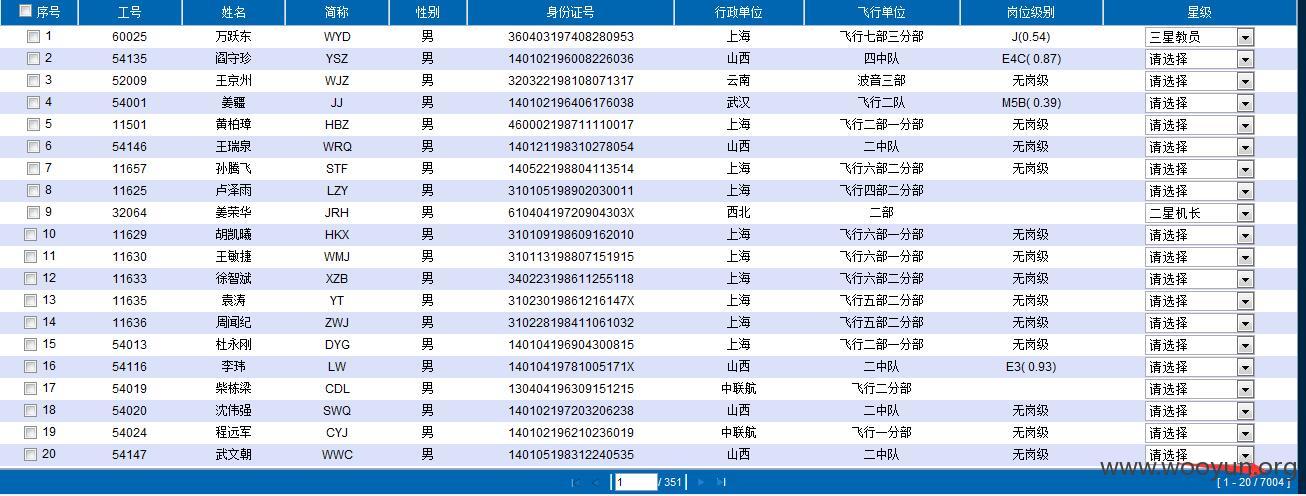 序号 工号 姓名 简称 性别 身份证号 行政单位 飞行单位 岗位级别 星级
1 60025 万跃东 WYD 男 360403197408280953 上海 飞行七部三分部 J(0.54) 三星教员
2 54135 阎守珍 YSZ 男 140102196008226036 山西 四中队 E4C( 0.87) 请选择
3 52009 王京州 WJZ 男 320322198108071317 云南 波音三部 无岗级 请选择
4 54001 姜疆 JJ 男 140102196406176038 武汉 飞行二队 M5B( 0.39) 请选择
5 11501 黄柏璋 HBZ 男 460002198711110017 上海 飞行二部一分部 无岗级 请选择
6 54146 王瑞泉 WRQ 男 140121198310278054 山西 二中队 无岗级 请选择
7 11657 孙腾飞 STF 男 140522198804113514 上海 飞行六部二分部 无岗级 请选择
8 11625 卢泽雨 LZY 男 310105198902030011 上海 飞行四部二分部 请选择
9 32064 姜荣华 JRH 男 61040419720904303X 西北 二部 二星机长
10 11629 胡凯曦 HKX 男 310109198609162010 上海 飞行六部一分部 无岗级 请选择
11 11630 王敏捷 WMJ 男 310113198807151915 上海 飞行六部一分部 无岗级 请选择
12 11633 徐智斌 XZB 男 340223198611255118 上海 飞行六部二分部 无岗级 请选择
13 11635 袁涛 YT 男 31023019861216147X 上海 飞行五部二分部 无岗级 请选择
14 11636 周闻纪 ZWJ 男 310228198411061032 上海 飞行五部二分部 无岗级 请选择
15 54013 杜永刚 DYG 男 140104196904300815 上海 飞行二部一分部 无岗级 请选择
16 54116 李玮 LW 男 14010419781005171X 山西 二中队 E3( 0.93) 请选择
17 54019 柴栋梁 CDL 男 130404196309151215 中联航 飞行二分部 请选择
18 54020 沈伟强 SWQ 男 140102197203206238 山西 二中队 无岗级 请选择
19 54024 程远军 CYJ 男 140102196210236019 中联航 飞行一分部 无岗级 请选择
20 54147 武文朝 WWC 男 140105198312240535 山西 二中队 无岗级 请选择
www.wooyun.org
1 / 351 [ 1 - 20 / 7004 ]